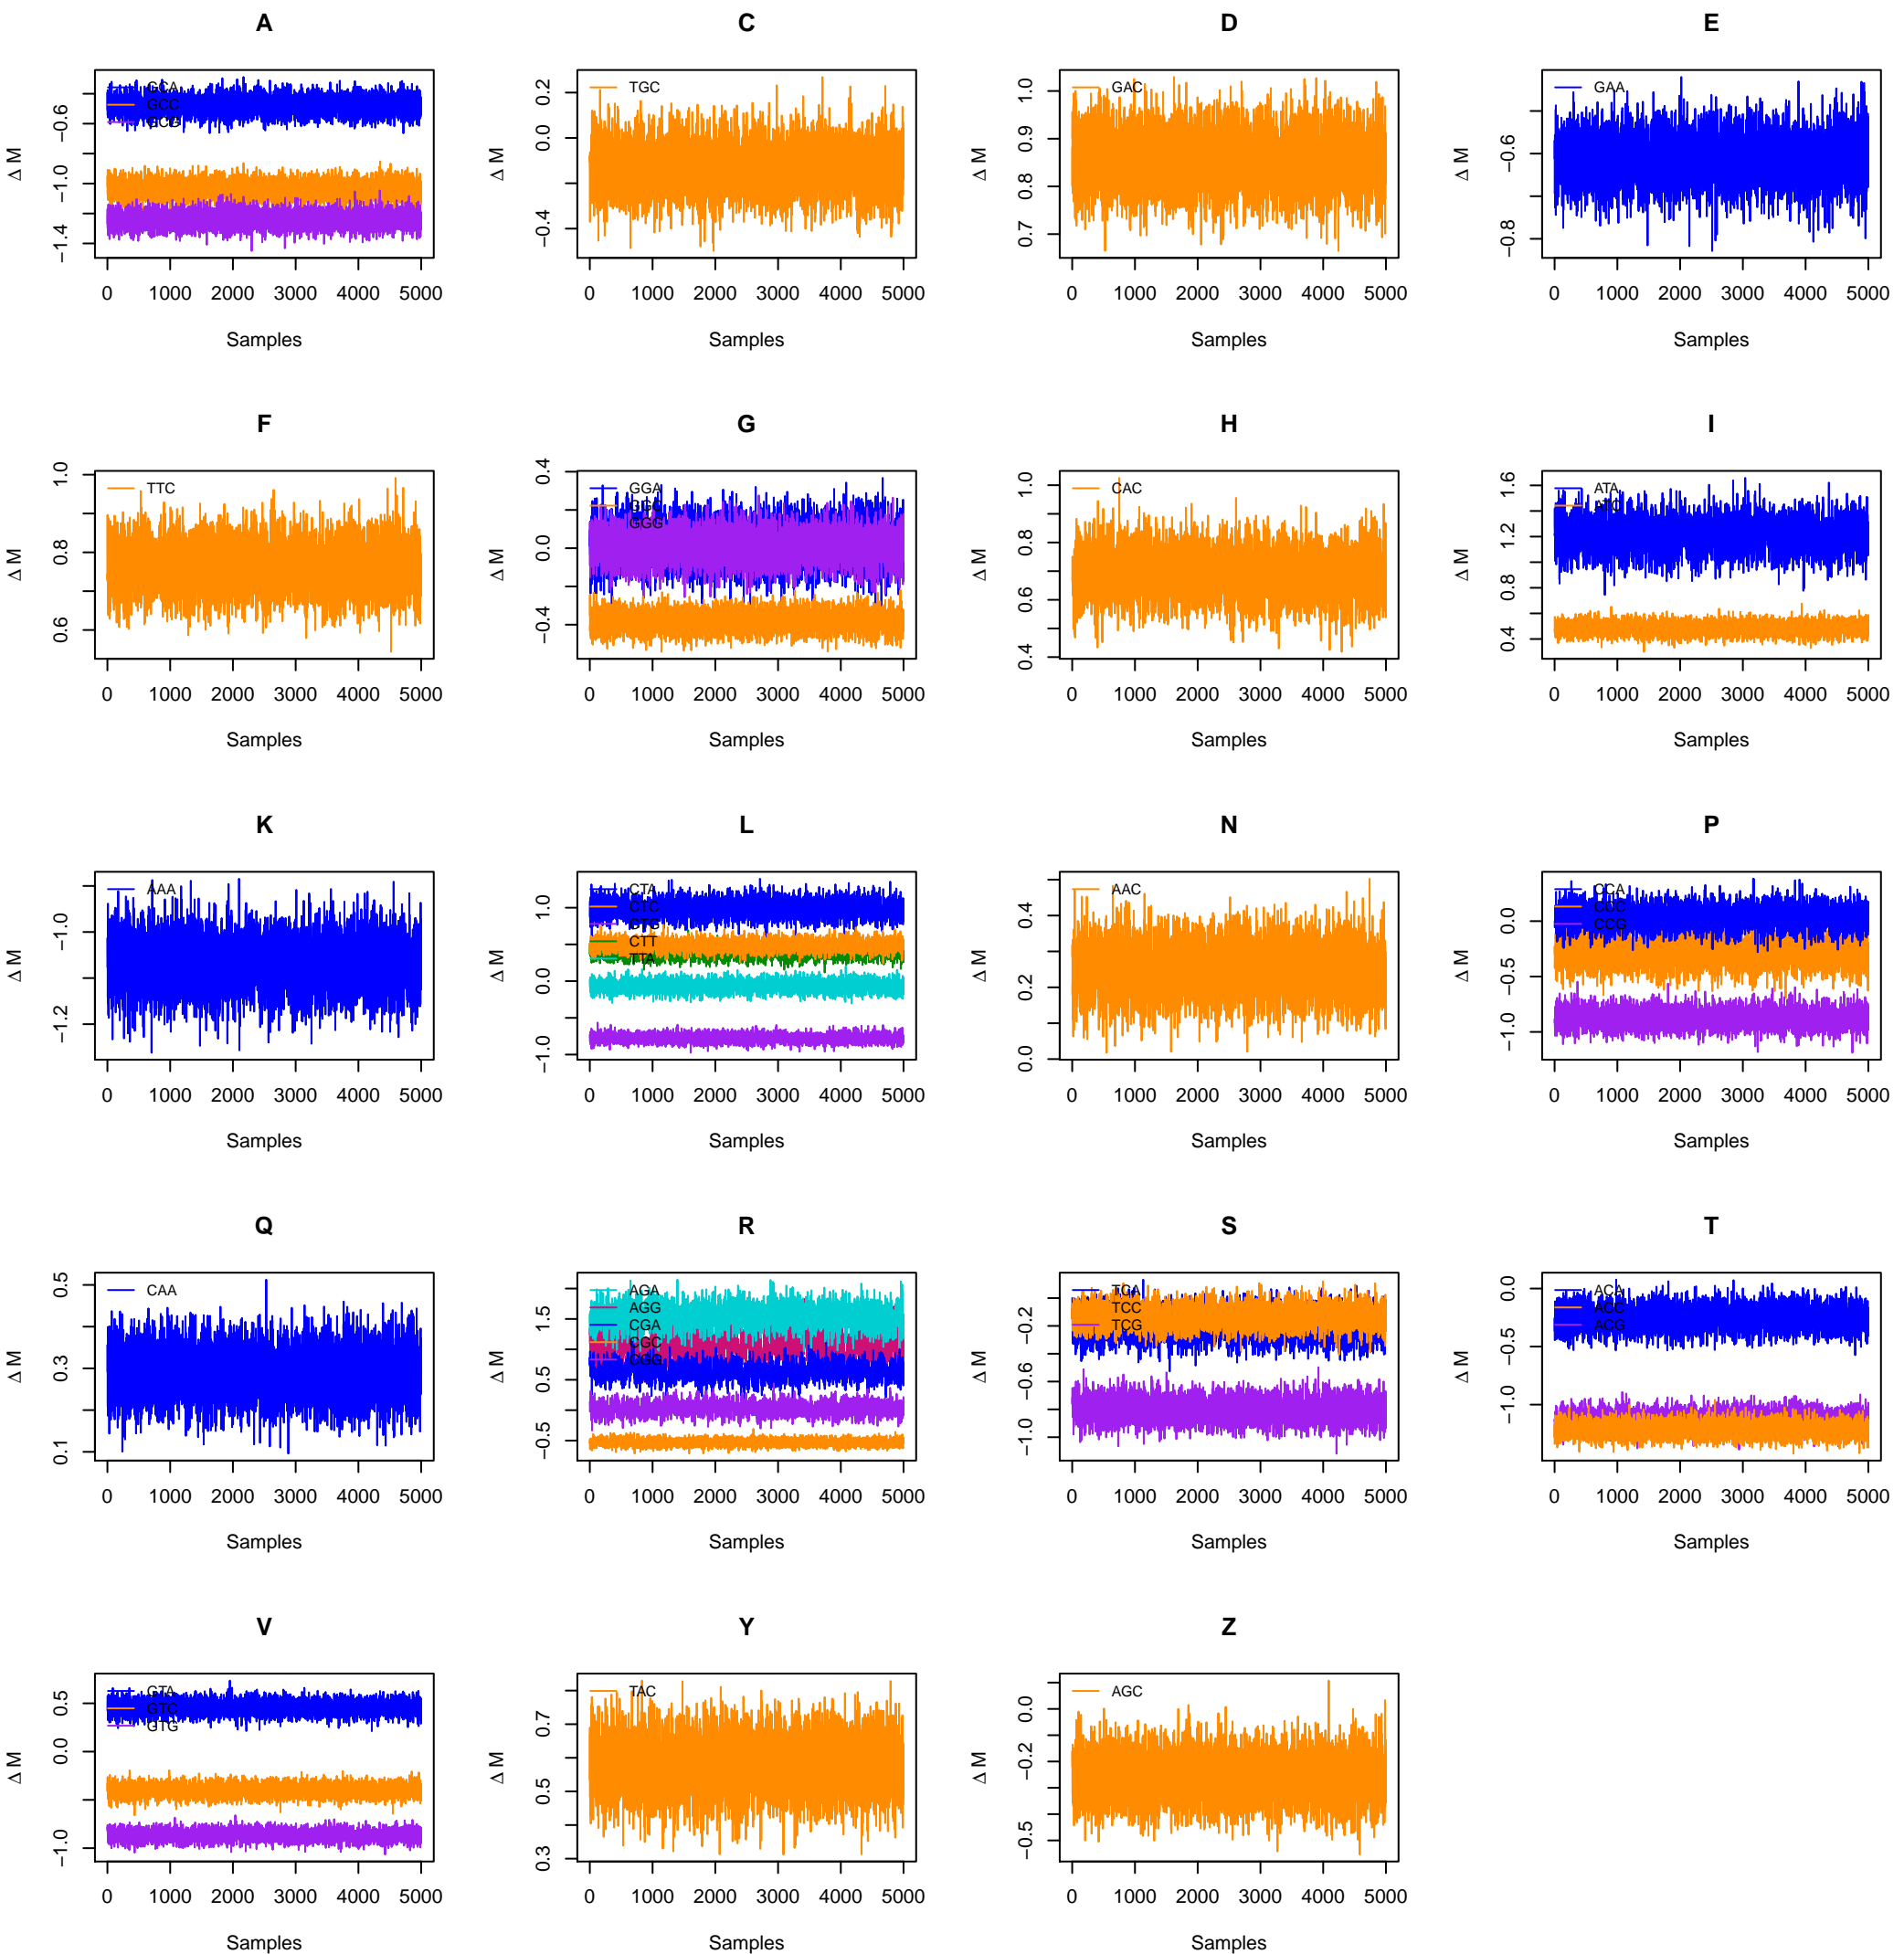 A
GCA
GCC
GCG
Δ M
−0.6
−1.0
−1.4
0 1000 2000 3000 4000 5000
Samples
C
TGC
Δ M
0.2
0.0
−0.4
0 1000 2000 3000 4000 5000
Samples
D
GAC
Δ M
1.0
0.9
0.8
0.7
0 1000 2000 3000 4000 5000
Samples
E
GAA
Δ M
−0.6
−0.8
0 1000 2000 3000 4000 5000
Samples
F
TTC
Δ M
1.0
0.8
0.6
0 1000 2000 3000 4000 5000
Samples
G
GGA
GGC
GGG
Δ M
0.4
0.0
−0.4
0 1000 2000 3000 4000 5000
Samples
H
CAC
Δ M
1.0
0.8
0.6
0.4
0 1000 2000 3000 4000 5000
Samples
I
ATA
ATC
Δ M
1.6
1.2
0.8
0.4
0 1000 2000 3000 4000 5000
Samples
K
AAA
Δ M
−1.0
−1.2
0 1000 2000 3000 4000 5000
Samples
L
CTA
CTC
CTG
CTT
TTA
Δ M
1.0
0.0
−1.0
0 1000 2000 3000 4000 5000
Samples
N
AAC
Δ M
0.4
0.2
0.0
0 1000 2000 3000 4000 5000
Samples
P
CCA
CCC
CCG
Δ M
0.0
−0.5
−1.0
0 1000 2000 3000 4000 5000
Samples
Q
CAA
Δ M
0.5
0.3
0.1
0 1000 2000 3000 4000 5000
Samples
R
AGA
AGG
CGA
CGC
CGG
Δ M
1.5
0.5
−0.5
0 1000 2000 3000 4000 5000
Samples
S
TCA
TCC
TCG
Δ M
−0.2
−0.6
−1.0
0 1000 2000 3000 4000 5000
Samples
T
ACA
ACC
ACG
Δ M
0.0
−0.5
−1.0
0 1000 2000 3000 4000 5000
Samples
V
GTA
GTC
GTG
Δ M
0.5
0.0
−1.0
0 1000 2000 3000 4000 5000
Samples
Y
TAC
Δ M
0.7
0.5
0.3
0 1000 2000 3000 4000 5000
Samples
Z
AGC
Δ M
0.0
−0.2
−0.5
0 1000 2000 3000 4000 5000
Samples